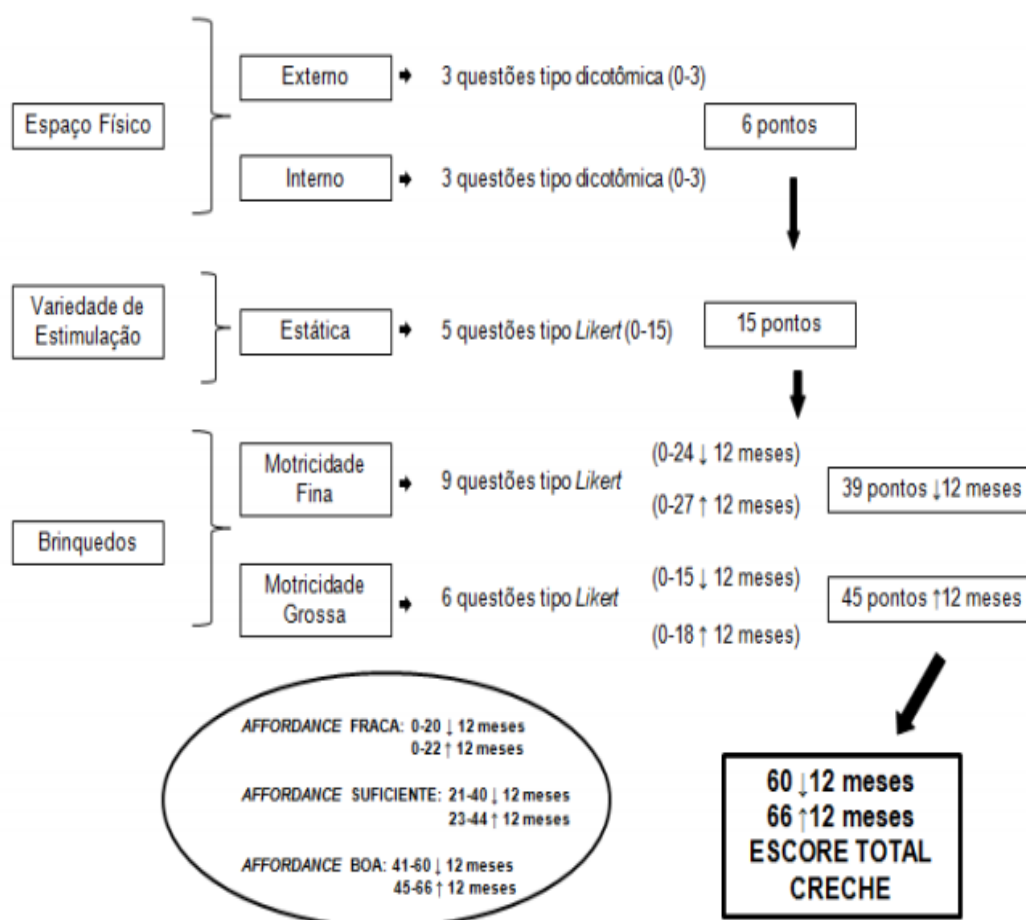 Espaço Físico
Externo
3 questões tipo dicotômica (0-3)
Interno
3 questões tipo dicotômica (0-3)
6 pontos
Variedade de
Estimulação
Estática
5 questões tipo Likert (0-15)
15 pontos
Brinquedos
Motricidade
Fina
9 questões tipo Likert
(0-24 ↓ 12 meses)
(0-27 ↑ 12 meses)
39 pontos ↓12 meses
Motricidade
Grossa
6 questões tipo Likert
(0-15 ↓ 12 meses)
(0-18 ↑ 12 meses)
45 pontos ↑12 meses
AFFORDANCE FRACA: 0-20 ↓ 12 meses
0-22 ↑ 12 meses
AFFORDANCE SUFICIENTE: 21-40 ↓ 12 meses
23-44 ↑ 12 meses
AFFORDANCE BOA: 41-60 ↓ 12 meses
45-66 ↑ 12 meses
60 ↓12 meses
66 ↑12 meses
ESCORE TOTAL
CRECHE